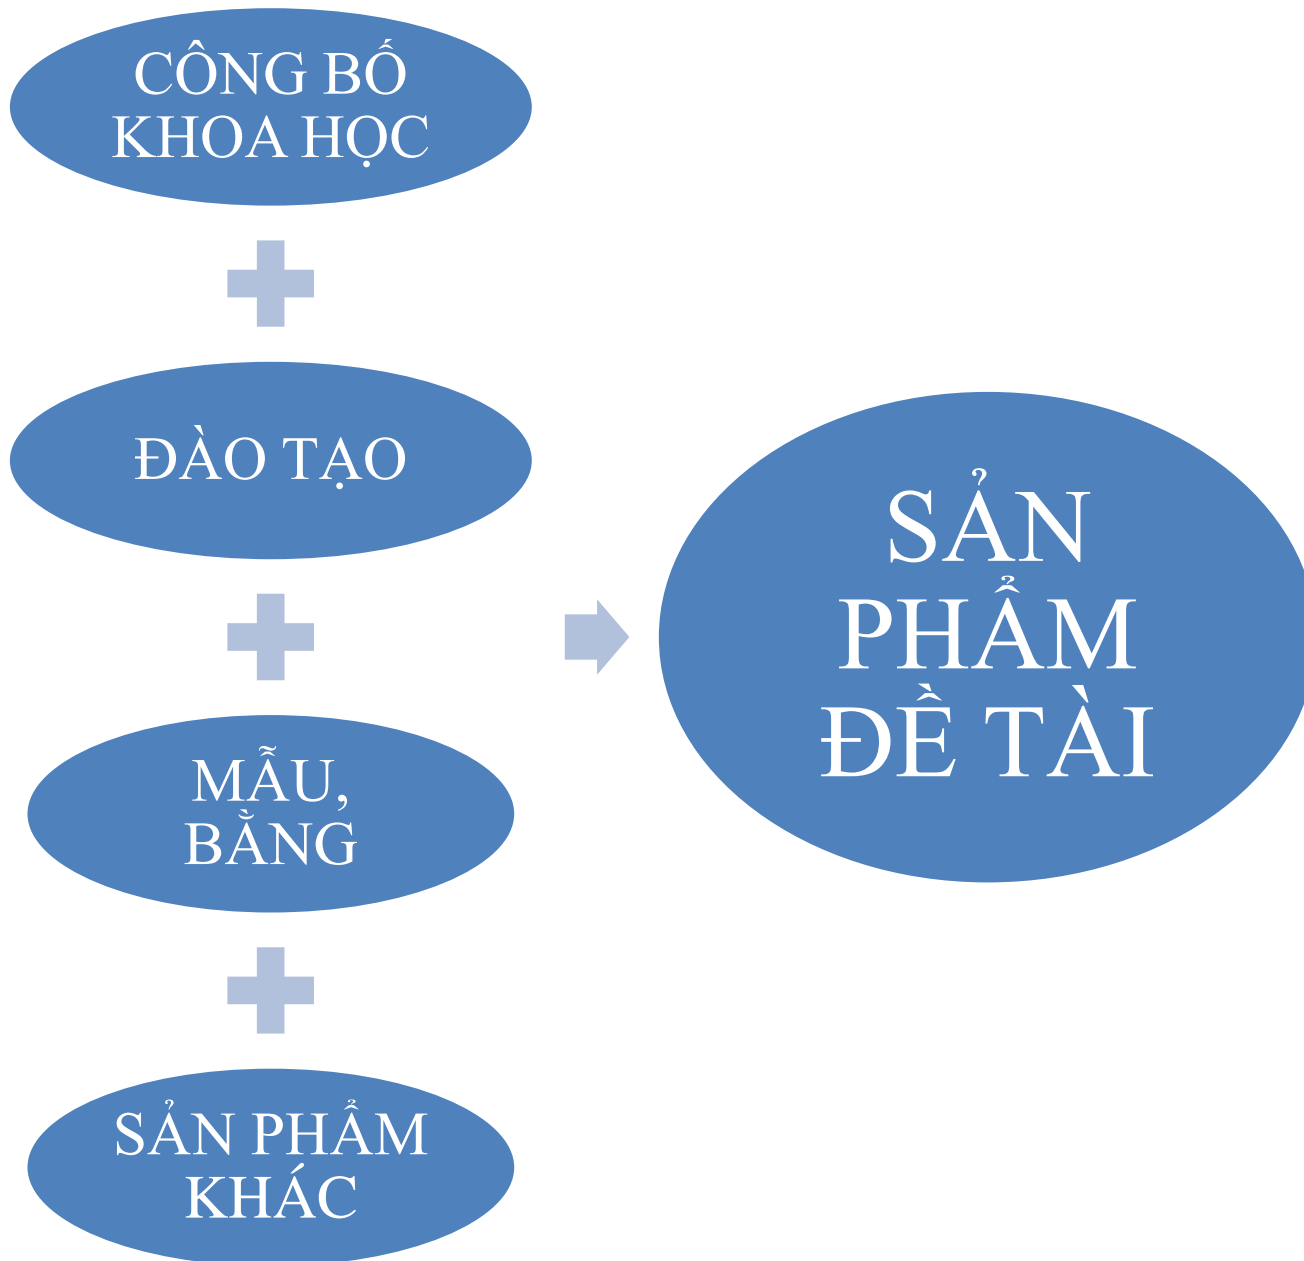 CÔNG BỐ
KHOA HỌC
ĐÀO TẠO
MẪU,
BẰNG
SẢN PHẨM
KHÁC
SẢN
PHẨM
ĐỀ TÀI